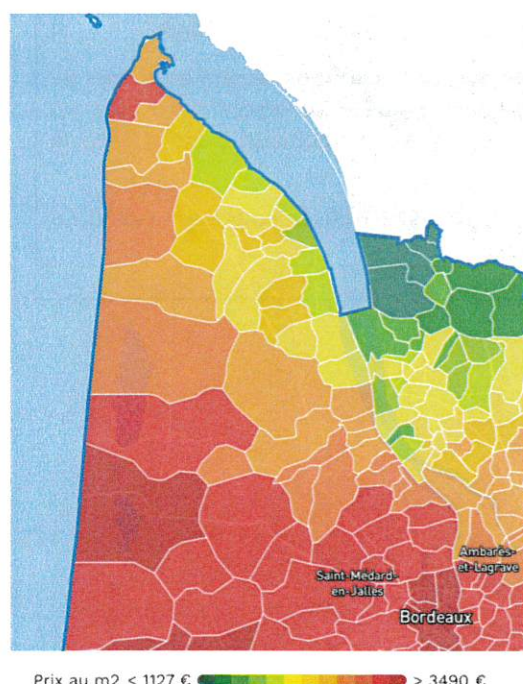 Ambarès-
et-Lagrave
Saint-Médard-
en-Jalles
Bordeaux
Prix au m2 < 1127 € > 3490 €